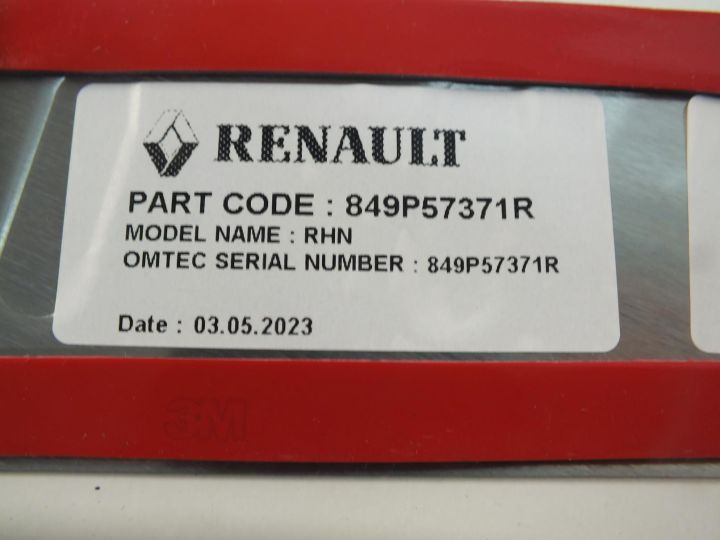 RENAULT
PART CODE : 849P57371R
MODEL NAME : RHN
OMTEC SERIAL NUMBER : 849P57371R
Date : 03.05.2023
3M